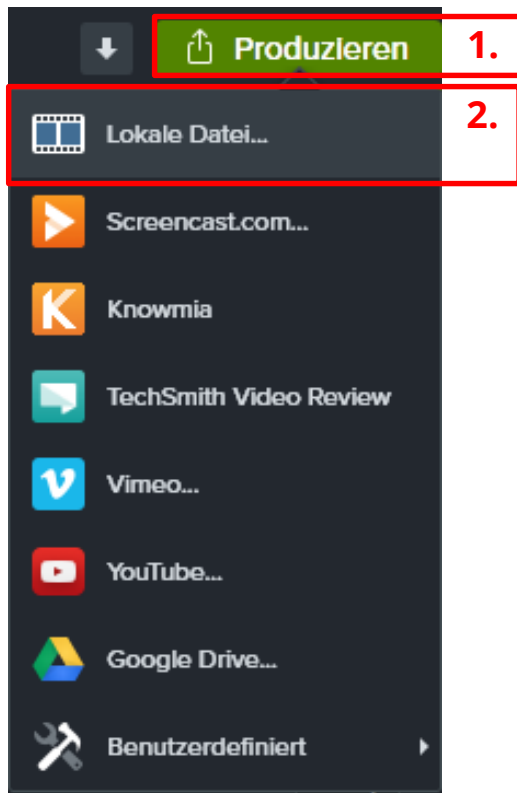 Produzieren 1.
Lokale Datei... 2.
Screencast.com...
Knowmia
TechSmith Video Review
Vimeo...
YouTube...
Google Drive...
Benutzerdefiniert